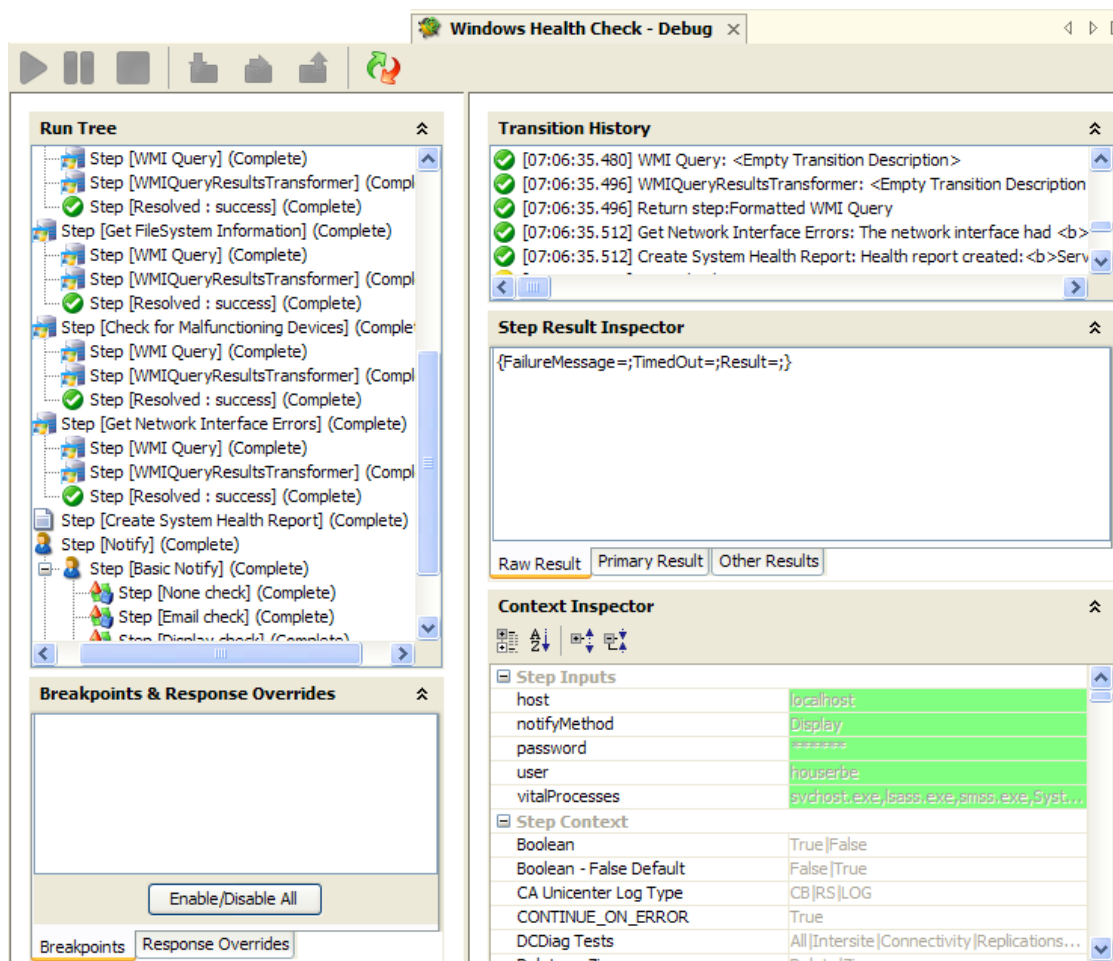 Windows Health Check - Debug
Run Tree
Step [WMI Query] (Complete)
Step [WMIQueryResultsTransformer] (Compl
Step [Resolved : success] (Complete)
Step [Get FileSystem Information] (Complete)
Step [WMI Query] (Complete)
Step [WMIQueryResultsTransformer] (Compl
Step [Resolved : success] (Complete)
Step [Check for Malfunctioning Devices] (Complet
Step [WMI Query] (Complete)
Step [WMIQueryResultsTransformer] (Compl
Step [Resolved : success] (Complete)
Step [Get Network Interface Errors] (Complete)
Step [WMI Query] (Complete)
Step [WMIQueryResultsTransformer] (Compl
Step [Resolved : success] (Complete)
Step [Create System Health Report] (Complete)
Step [Notify] (Complete)
Step [Basic Notify] (Complete)
Step [None check] (Complete)
Step [Email check] (Complete)
Step [Display check] (Complete)
Breakpoints & Response Overrides
Enable/Disable All
Breakpoints
Response Overrides
Transition History
[07:06:35.480] WMI Query: <Empty Transition Description>
[07:06:35.496] WMIQueryResultsTransformer: <Empty Transition Description
[07:06:35.496] Return step:Formatted WMI Query
[07:06:35.512] Get Network Interface Errors: The network interface had <b>
[07:06:35.512] Create System Health Report: Health report created:<b>Serv
Step Result Inspector
{FailureMessage=;TimedOut=;Result=;}
Raw Result
Primary Result
Other Results
Context Inspector
Step Inputs
host localhost
notifyMethod Display
password *******
user houserbe
vitalProcesses svchost.exe,lsass.exe,smss.exe,Syst...
Step Context
Boolean True|False
Boolean - False Default False|True
CA Unicenter Log Type CB|RS|LOG
CONTINUE_ON_ERROR True
DCDiag Tests All|Intersite|Connectivity|Replications...